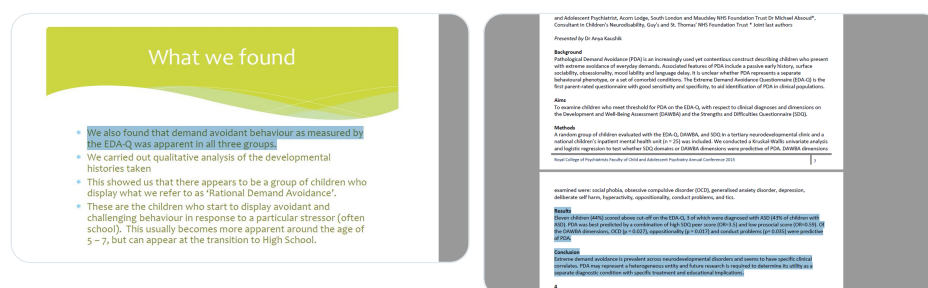 What we found
We also found that demand avoidant behaviour as measured by
the EDA-Q was apparent in all three groups.
We carried out qualitative analysis of the developmental
histories taken
This showed us that there appears to be a group of children who
display what we refer to as 'Rational Demand Avoidance'.
These are the children who start to display avoidant and
challenging behaviour in response to a particular stressor (often
school). This usually becomes more apparent around the age of
5 – 7, but can appear at the transition to High School.
and Adolescent Psychiatrist, Acorn Lodge, South London and Maudsley NHS Foundation Trust Dr Michael Absoud*,
Consultant in Children's Neurodisability, Guy's and St. Thomas' NHS Foundation Trust * Joint last authors
Presented by Dr Anya Kaushik
Background
Pathological Demand Avoidance (PDA) is an increasingly used yet contentious construct describing children who present
with extreme avoidance of everyday demands. Associated features of PDA include a passive early history, surface
sociability, obsessionality, mood lability and language delay. It is unclear whether PDA represents a separate
behavioural phenotype, or a set of comorbid conditions. The Extreme Demand Avoidance Questionnaire (EDA-Q) is the
first parent-rated questionnaire with good sensitivity and specificity, to aid identification of PDA in clinical populations.
Aims
To examine children who meet threshold for PDA on the EDA-Q, with respect to clinical diagnoses and dimensions on
the Development and Well-Being Assessment (DAWBA) and the Strengths and Difficulties Questionnaire (SDQ).
Methods
A random group of children evaluated with the EDA-Q, DAWBA, and SDQ in a tertiary neurodevelopmental clinic and a
national children's inpatient mental health unit (n = 25) was included. We conducted a Kruskal-Wallis univariate analysis
and logistic regression to test whether SDQ domains or DAWBA dimensions were predictive of PDA. DAWBA dimensions
Royal College of Psychiatrists Faculty of Child and Adolescent Psychiatry Annual Conference 2015
examined were: social phobia, obsessive compulsive disorder (OCD), generalised anxiety disorder, depression,
deliberate self harm, hyperactivity, oppositionality, conduct problems, and tics.
Results
Eleven children (44%) scored above cut-off on the EDA-Q, 3 of which were diagnosed with ASD (43% of children with
ASD). PDA was best predicted by a combination of high SDQ peer score (OR=3.5) and low prosocial score (OR=0.59). Of
the DAWBA dimensions, OCD (p = 0.027), oppositionality (p = 0.017) and conduct problems (p= 0.035) were predictive
of PDA.
Conclusion
Extreme demand avoidance is prevalent across neurodevelopmental disorders and seems to have specific clinical
correlates. PDA may represent a heterogeneous entity and future research is required to determine its utility as a
separate diagnostic condition with specific treatment and educational implications.